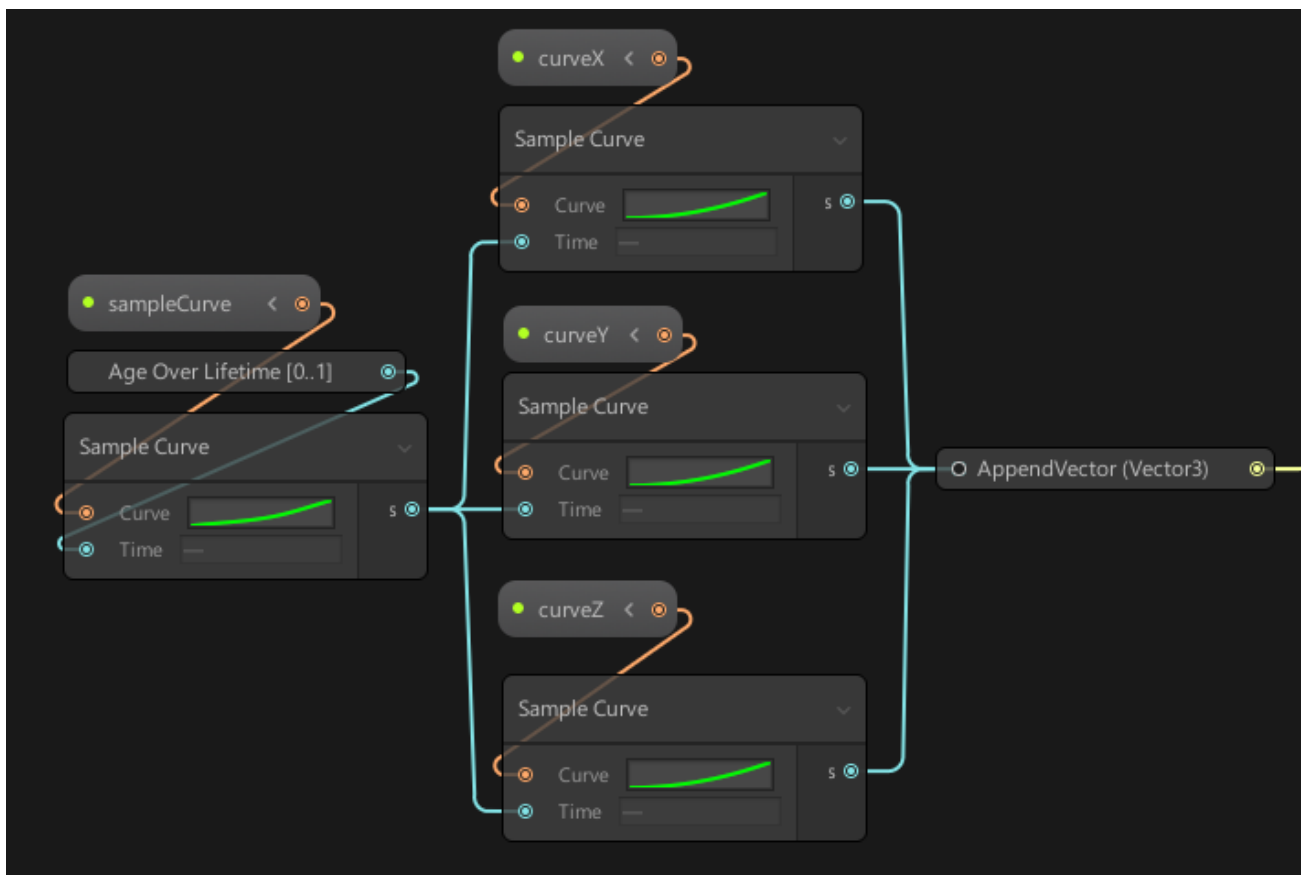 curveX
Sample Curve
Curve
s
Time
sampleCurve
Age Over Lifetime [0..1]
Sample Curve
Curve
s
Time
curveY
Sample Curve
Curve
s
Time
AppendVector (Vector3)
curveZ
Sample Curve
Curve
s
Time